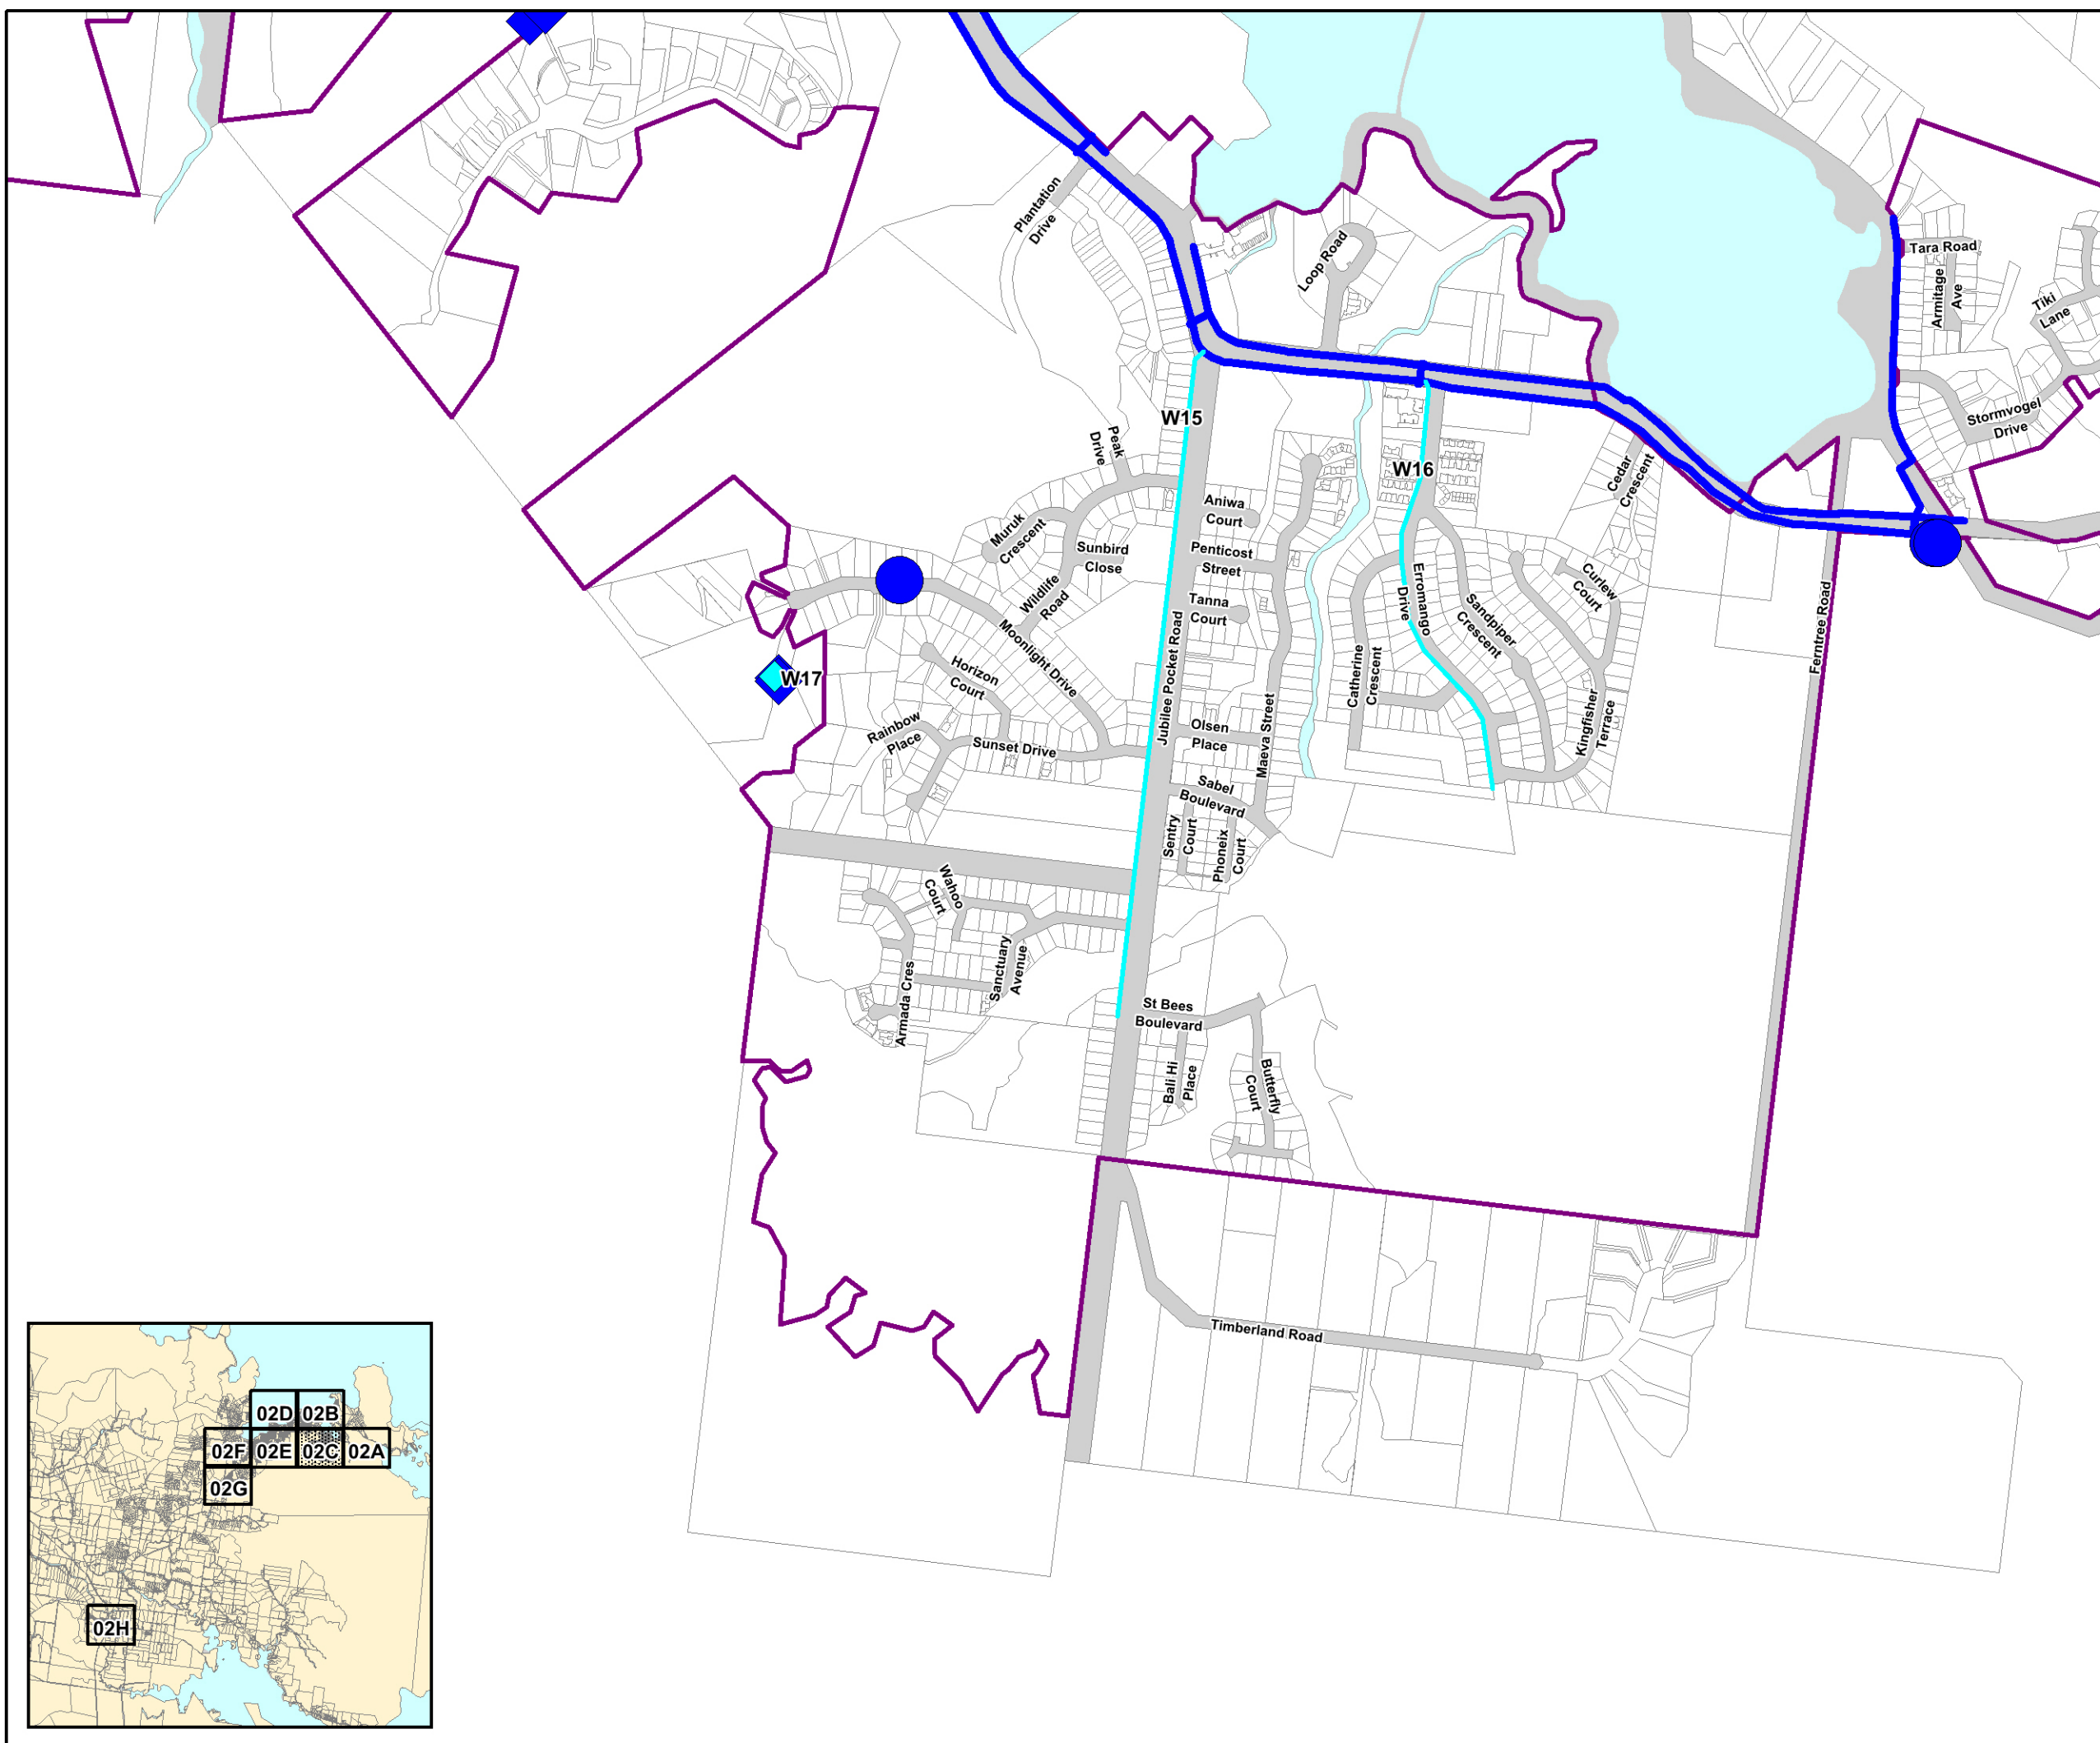 Plantation
Drive
Loop Road
Tara Road
Armitage
Ave
Tiki
Lane
Stormvogel
Drive
W15
W16
Peak
Drive
Cedar
Crescent
Aniwa
Court
Muruk
Crescent
Sunbird
Close
Penticost
Street
Wildlife
Road
Tanna
Court
Erromango
Drive
Curlew
Court
Sandpiper
Crescent
Ferntree Road
Moonlight Drive
Horizon
Court
W17
Jubilee Pocket Road
Catherine
Crescent
Rainbow
Place
Sunset Drive
Olsen
Place
Maeva Street
Kingfisher
Terrace
Sabel
Boulevard
Sentry
Court
Phoneix
Court
Wahoo
Court
Sanctuary
Avenue
Armada Cres
St Bees
Boulevard
Bali Hi
Place
Butterfly
Court
Timberland Road
02D 02B
02F 02E 02C 02A
02G
02H